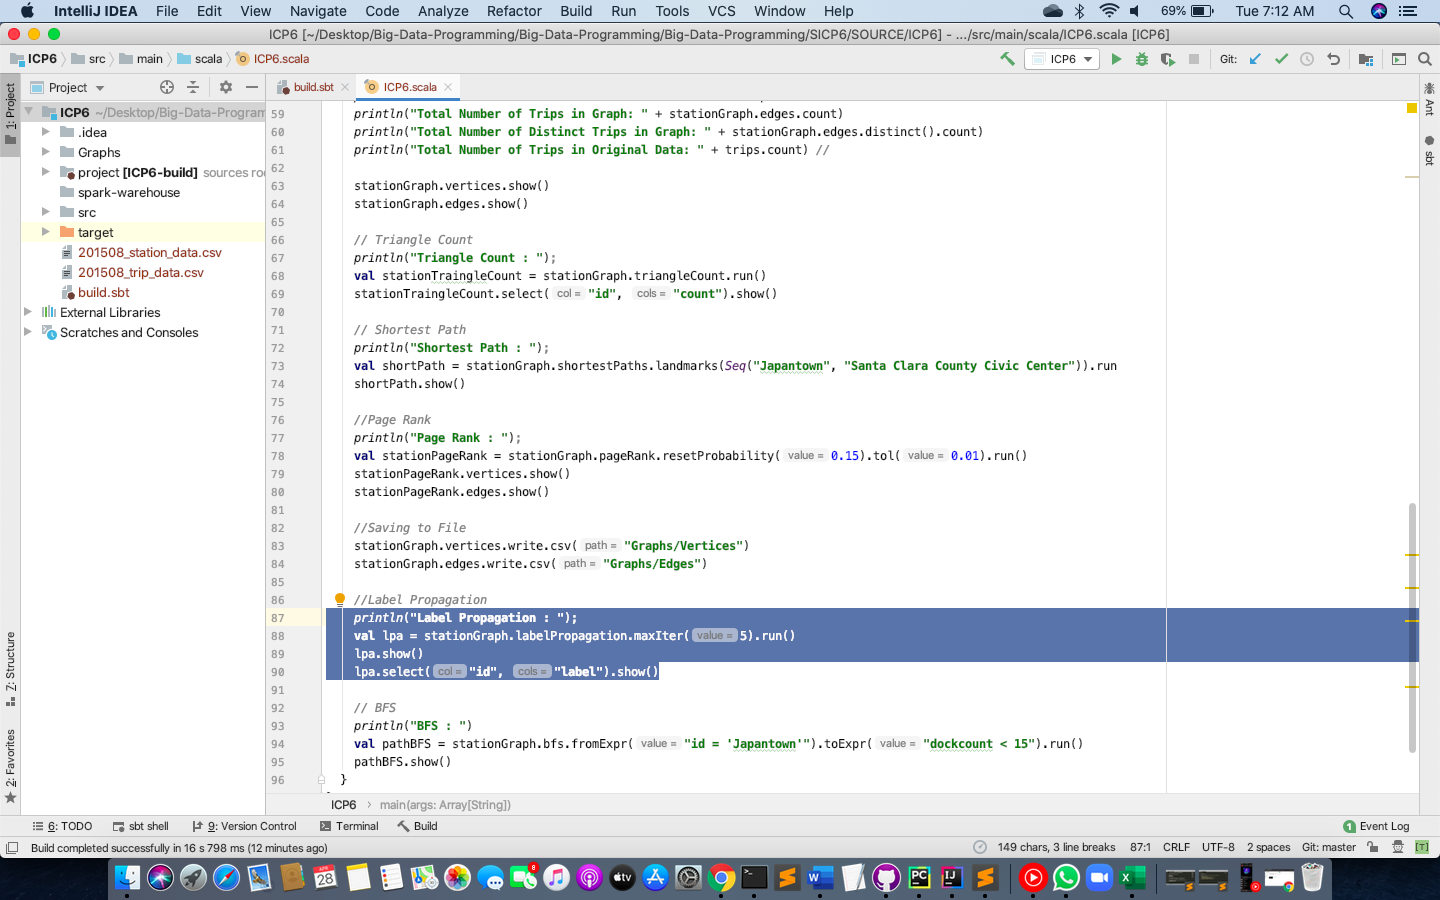 IntelliJ IDEA File Edit View Navigate Code Analyze Refactor Build Run Tools VCS Window Help 69% Tue 7:12 AM
ICP6 [~/Desktop/Big-Data-Programming/Big-Data-Programming/Big-Data-Programming/SICP6/SOURCE/ICP6] - .../src/main/scala/ICP6.scala [ICP6]
ICP6 src main scala ICP6.scala ICP6 Git:
Project
build.sbt ICP6.scala
1: Project
ICP6 ~/Desktop/Big-Data-Program
.idea
Graphs
project [ICP6-build] sources roo
spark-warehouse
src
target
201508_station_data.csv
201508_trip_data.csv
build.sbt
External Libraries
Scratches and Consoles
7: Structure
2: Favorites
59 println("Total Number of Trips in Graph: " + stationGraph.edges.count)
60 println("Total Number of Distinct Trips in Graph: " + stationGraph.edges.distinct().count)
61 println("Total Number of Trips in Original Data: " + trips.count) //
62
63 stationGraph.vertices.show()
64 stationGraph.edges.show()
65
66 // Triangle Count
67 println("Triangle Count : ");
68 val stationTraingleCount = stationGraph.triangleCount.run()
69 stationTraingleCount.select( col = "id", cols = "count").show()
70
71 // Shortest Path
72 println("Shortest Path : ");
73 val shortPath = stationGraph.shortestPaths.landmarks(Seq("Japantown", "Santa Clara County Civic Center")).run
74 shortPath.show()
75
76 //Page Rank
77 println("Page Rank : ");
78 val stationPageRank = stationGraph.pageRank.resetProbability( value = 0.15).tol( value = 0.01).run()
79 stationPageRank.vertices.show()
80 stationPageRank.edges.show()
81
82 //Saving to File
83 stationGraph.vertices.write.csv( path = "Graphs/Vertices")
84 stationGraph.edges.write.csv( path = "Graphs/Edges")
85
86 //Label Propagation
87 println("Label Propagation : ");
88 val lpa = stationGraph.labelPropagation.maxIter( value = 5).run()
89 lpa.show()
90 lpa.select( col = "id", cols = "label").show()
91
92 // BFS
93 println("BFS : ")
94 val pathBFS = stationGraph.bfs.fromExpr( value = "id = 'Japantown'").toExpr( value = "dockcount < 15").run()
95 pathBFS.show()
96 }
Ant
sbt
ICP6 › main(args: Array[String])
6: TODO sbt shell 9: Version Control Terminal Build 1 Event Log
Build completed successfully in 16 s 798 ms (12 minutes ago) 149 chars, 3 line breaks 87:1 CRLF UTF-8 2 spaces Git: master [T]
APR 28 8 tv W PC IJ X